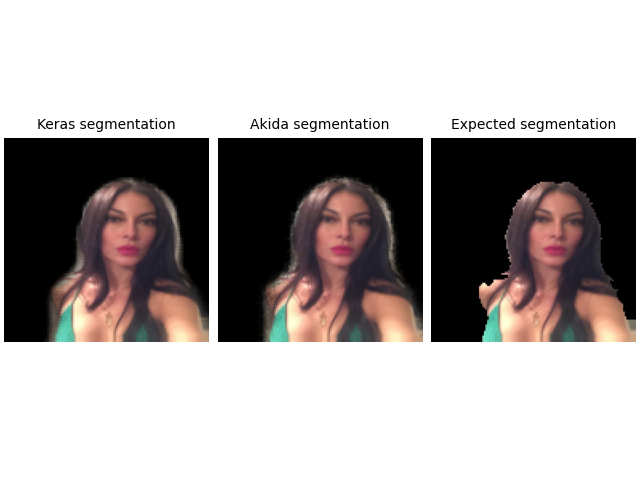 Keras segmentation
Akida segmentation
Expected segmentation